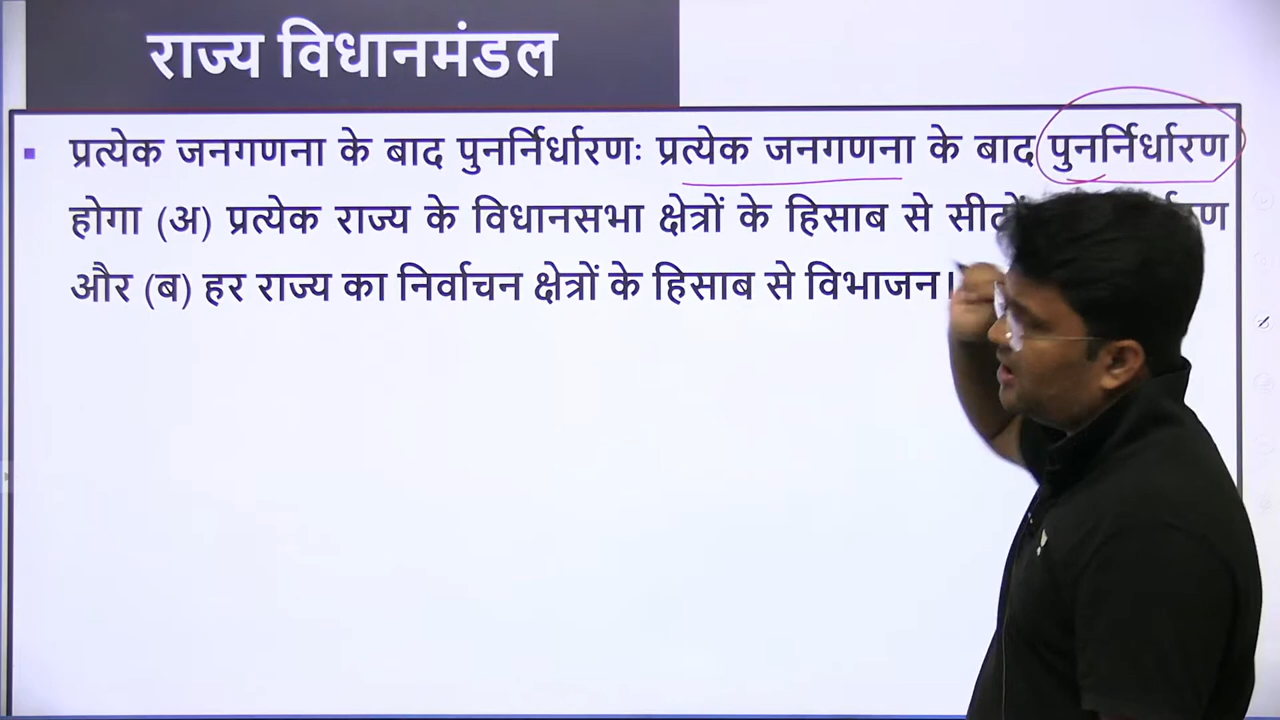 राज्य विधानमंडल
▪ प्रत्येक जनगणना के बाद पुनर्निर्धारणः प्रत्येक जनगणना के बाद पुनर्निर्धारण
होगा (अ) प्रत्येक राज्य के विधानसभा क्षेत्रों के हिसाब से
और (ब) हर राज्य का निर्वाचन क्षेत्रों के हिसाब से विभाजन।